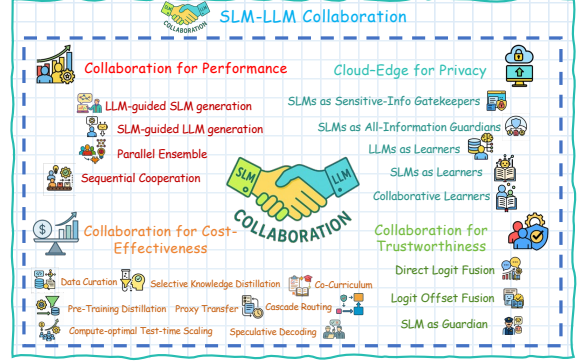 COLLABORATION
SLM-LLM Collaboration
Collaboration for Performance
LLM-guided SLM generation
SLM-guided LLM generation
Parallel Ensemble
Sequential Cooperation
Cloud-Edge for Privacy
SLMs as Sensitive-Info Gatekeepers
SLMs as All-Information Guardians
LLMs as Learners
SLMs as Learners
Collaborative Learners
SLM
LLM
COLLABORATION
Collaboration for Cost-
Effectiveness
Data Curation
Selective Knowledge Distillation
Co-Curriculum
Pre-Training Distillation
Proxy Transfer
Cascade Routing
Compute-optimal Test-time Scaling
Speculative Decoding
Collaboration for
Trustworthiness
Direct Logit Fusion
Logit Offset Fusion
SLM as Guardian